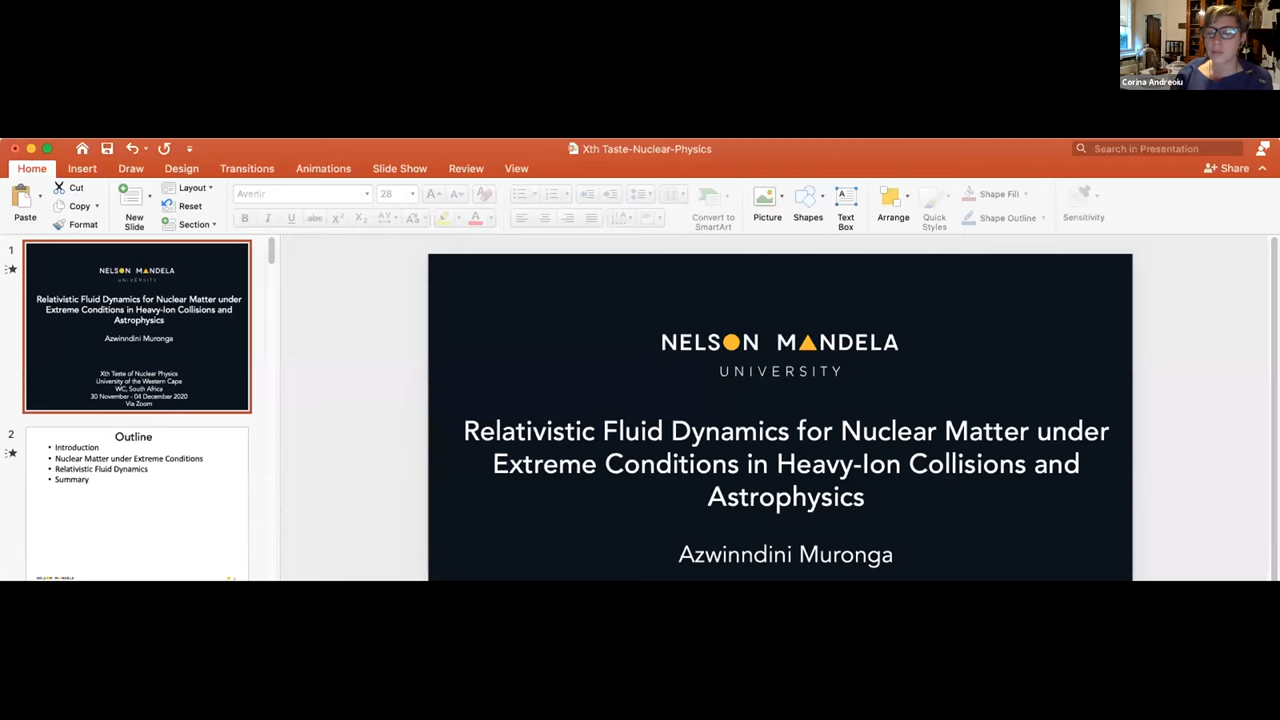 Corina Andreoiu
Xth Taste-Nuclear-Physics
Search in Presentation
Home Insert Draw Design Transitions Animations Slide Show Review View
Share
Paste
Cut
Copy
Format
New
Slide
Layout
Reset
Section
Avenir
28
Convert to
SmartArt
Picture
Shapes
Text
Box
Arrange
Quick
Styles
Shape Fill
Shape Outline
Sensitivity
1
NELSON MANDELA
UNIVERSITY
Relativistic Fluid Dynamics for Nuclear Matter under
Extreme Conditions in Heavy-Ion Collisions and
Astrophysics
Azwinndini Muronga
Xth Taste of Nuclear Physics
University of the Western Cape
WC, South Africa
30 November - 04 December 2020
Via Zoom
2
Outline
• Introduction
• Nuclear Matter under Extreme Conditions
• Relativistic Fluid Dynamics
• Summary
NELSON MANDELA
NELSON MANDELA
UNIVERSITY
Relativistic Fluid Dynamics for Nuclear Matter under
Extreme Conditions in Heavy-Ion Collisions and
Astrophysics
Azwinndini Muronga